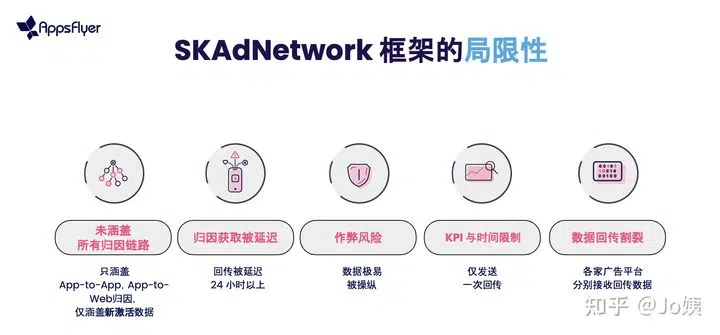 AppsFlyer
SKAdNetwork 框架的局限性
未涵盖
所有归因链路
归因获取被延迟
作弊风险
KPI 与时间限制
数据回传割裂
只涵盖
App-to-App, App-to-
Web归因,
仅涵盖新激活数据
回传被延迟
24 小时以上
数据极易
被操纵
仅发送
一次回传
各家广告平台
分别接收回传数据
00101
11010
00100
知乎 @Jo姨